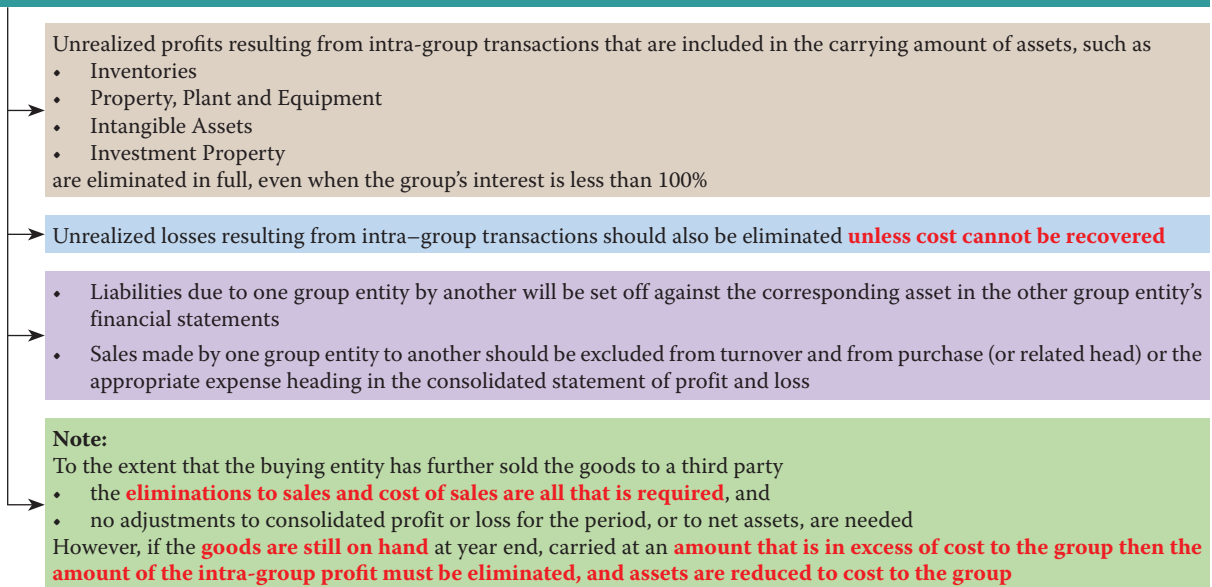 Unrealized profits resulting from intra-group transactions that are included in the carrying amount of assets, such as
• Inventories
• Property, Plant and Equipment
• Intangible Assets
• Investment Property
are eliminated in full, even when the group's interest is less than 100%
Unrealized losses resulting from intra–group transactions should also be eliminated unless cost cannot be recovered
• Liabilities due to one group entity by another will be set off against the corresponding asset in the other group entity's
financial statements
• Sales made by one group entity to another should be excluded from turnover and from purchase (or related head) or the
appropriate expense heading in the consolidated statement of profit and loss
Note:
To the extent that the buying entity has further sold the goods to a third party
• the eliminations to sales and cost of sales are all that is required, and
• no adjustments to consolidated profit or loss for the period, or to net assets, are needed
However, if the goods are still on hand at year end, carried at an amount that is in excess of cost to the group then the
amount of the intra-group profit must be eliminated, and assets are reduced to cost to the group